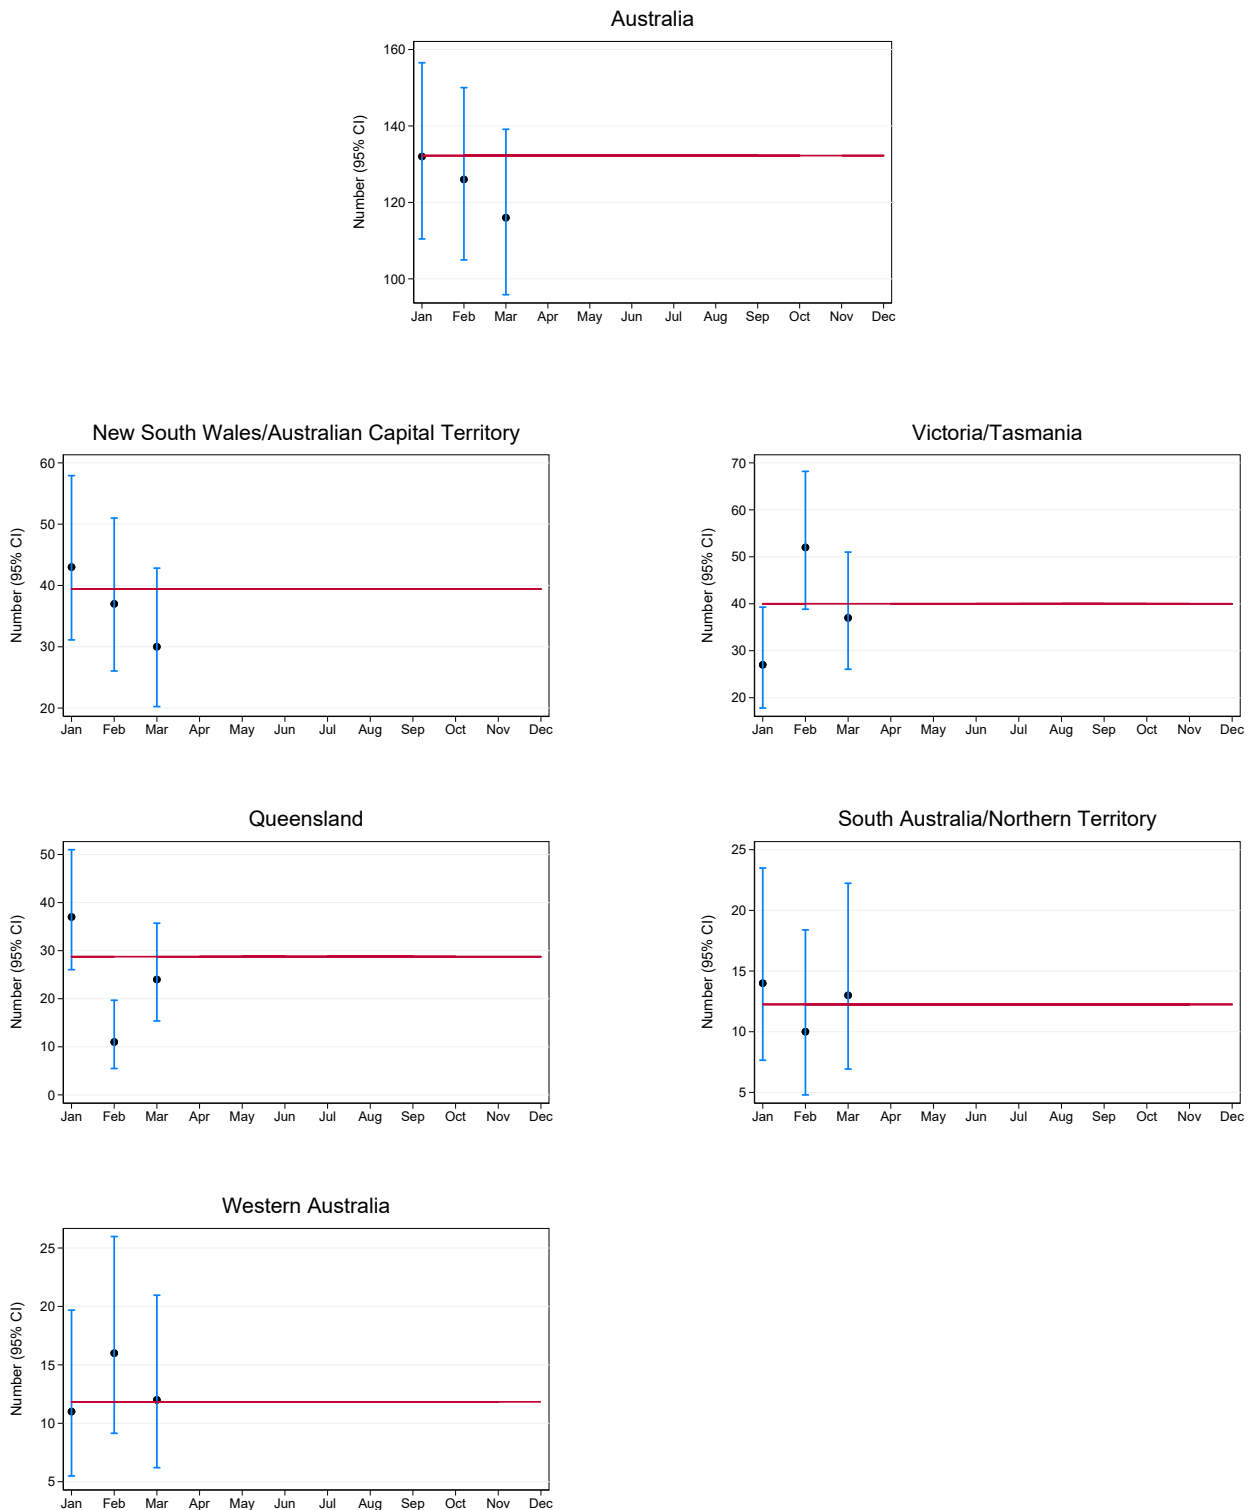 Australia
Number (95% CI)
160
140
120
100
Jan Feb Mar Apr May Jun Jul Aug Sep Oct Nov Dec
New South Wales/Australian Capital Territory
Number (95% CI)
60
50
40
30
20
Jan Feb Mar Apr May Jun Jul Aug Sep Oct Nov Dec
Victoria/Tasmania
Number (95% CI)
70
60
50
40
30
20
Jan Feb Mar Apr May Jun Jul Aug Sep Oct Nov Dec
Queensland
Number (95% CI)
50
40
30
20
10
0
Jan Feb Mar Apr May Jun Jul Aug Sep Oct Nov Dec
South Australia/Northern Territory
Number (95% CI)
25
20
15
10
5
Jan Feb Mar Apr May Jun Jul Aug Sep Oct Nov Dec
Western Australia
Number (95% CI)
25
20
15
10
5
Jan Feb Mar Apr May Jun Jul Aug Sep Oct Nov Dec